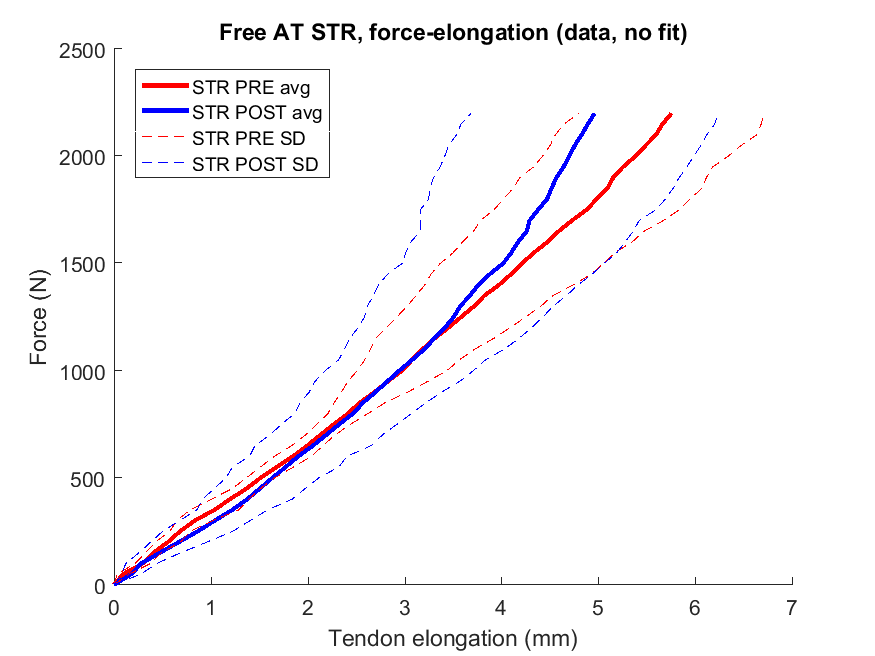 Free AT STR, force-elongation (data, no fit)
2500
STR PRE avg
STR POST avg
STR PRE SD
STR POST SD
2000
1500
1000
500
0
Force (N)
0 1 2 3 4 5 6 7
Tendon elongation (mm)